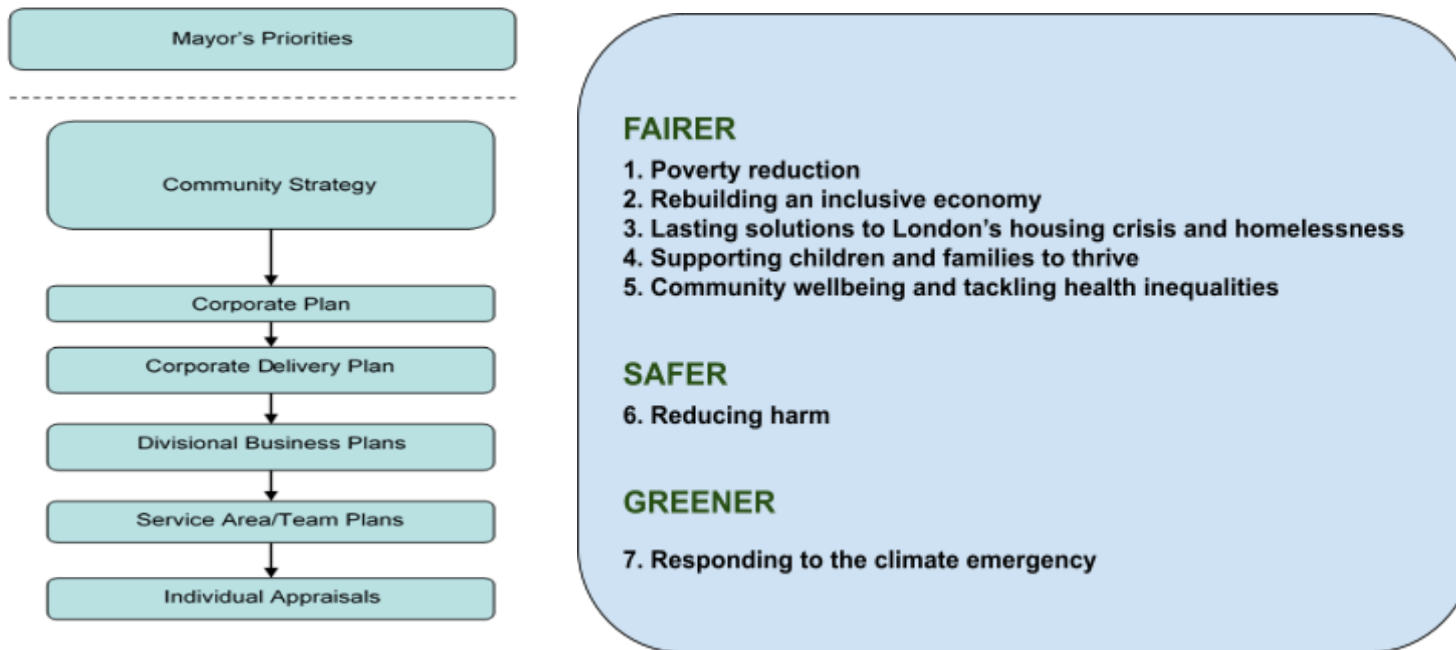 Mayor's Priorities
Community Strategy
Corporate Plan
Corporate Delivery Plan
Divisional Business Plans
Service Area/Team Plans
Individual Appraisals
FAIRER
1. Poverty reduction
2. Rebuilding an inclusive economy
3. Lasting solutions to London's housing crisis and homelessness
4. Supporting children and families to thrive
5. Community wellbeing and tackling health inequalities
SAFER
6. Reducing harm
GREENER
7. Responding to the climate emergency